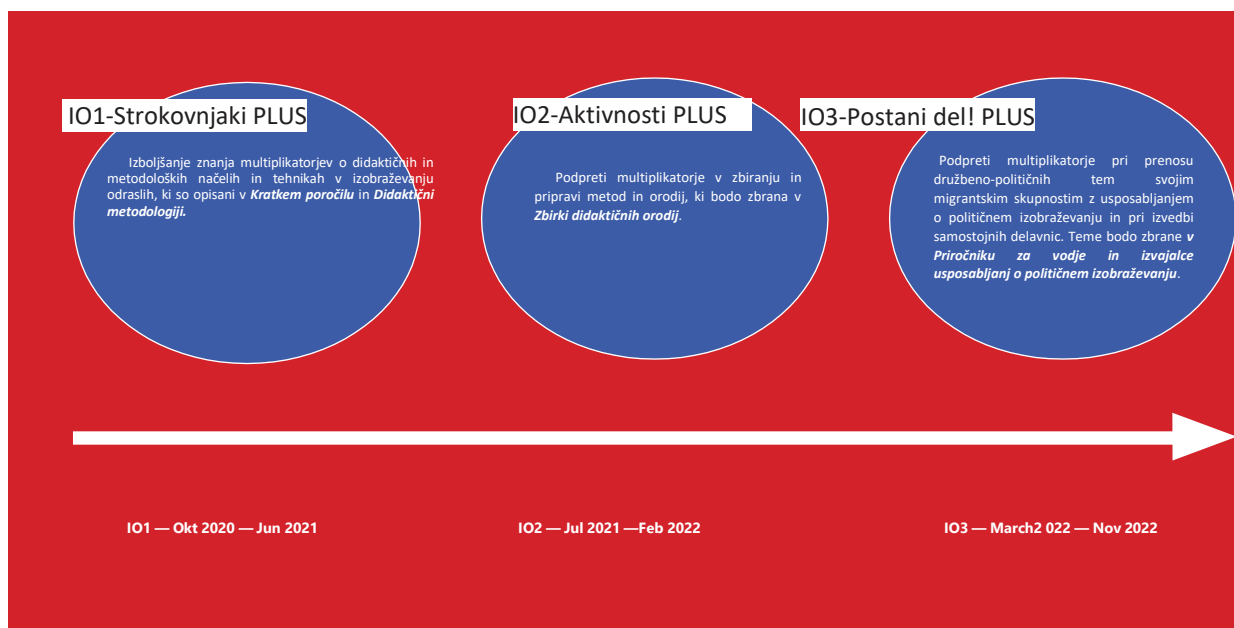 IO1-Strokovnjaki PLUS
Izboljšanje znanja multiplikatorjev o didaktičnih in
metodoloških načelih in tehnikah v izobraževanju
odraslih, ki so opisani v Kratkem poročilu in Didaktični
metodologiji.
IO2-Aktivnosti PLUS
Podpreti multiplikatorje v zbiranju in
pripravi metod in orodij, ki bodo zbrana v
Zbirki didaktičnih orodij.
IO3-Postani del! PLUS
Podpreti multiplikatorje pri prenosu
družbeno-političnih tem svojim
migrantskim skupnostim z usposabljanjem
o političnem izobraževanju in pri izvedbi
samostojnih delavnic. Teme bodo zbrane v
Priročniku za vodje in izvajalce
usposabljanj o političnem izobraževanju.
IO1 — Okt 2020 — Jun 2021
IO2 — Jul 2021 —Feb 2022
IO3 — March2 022 — Nov 2022